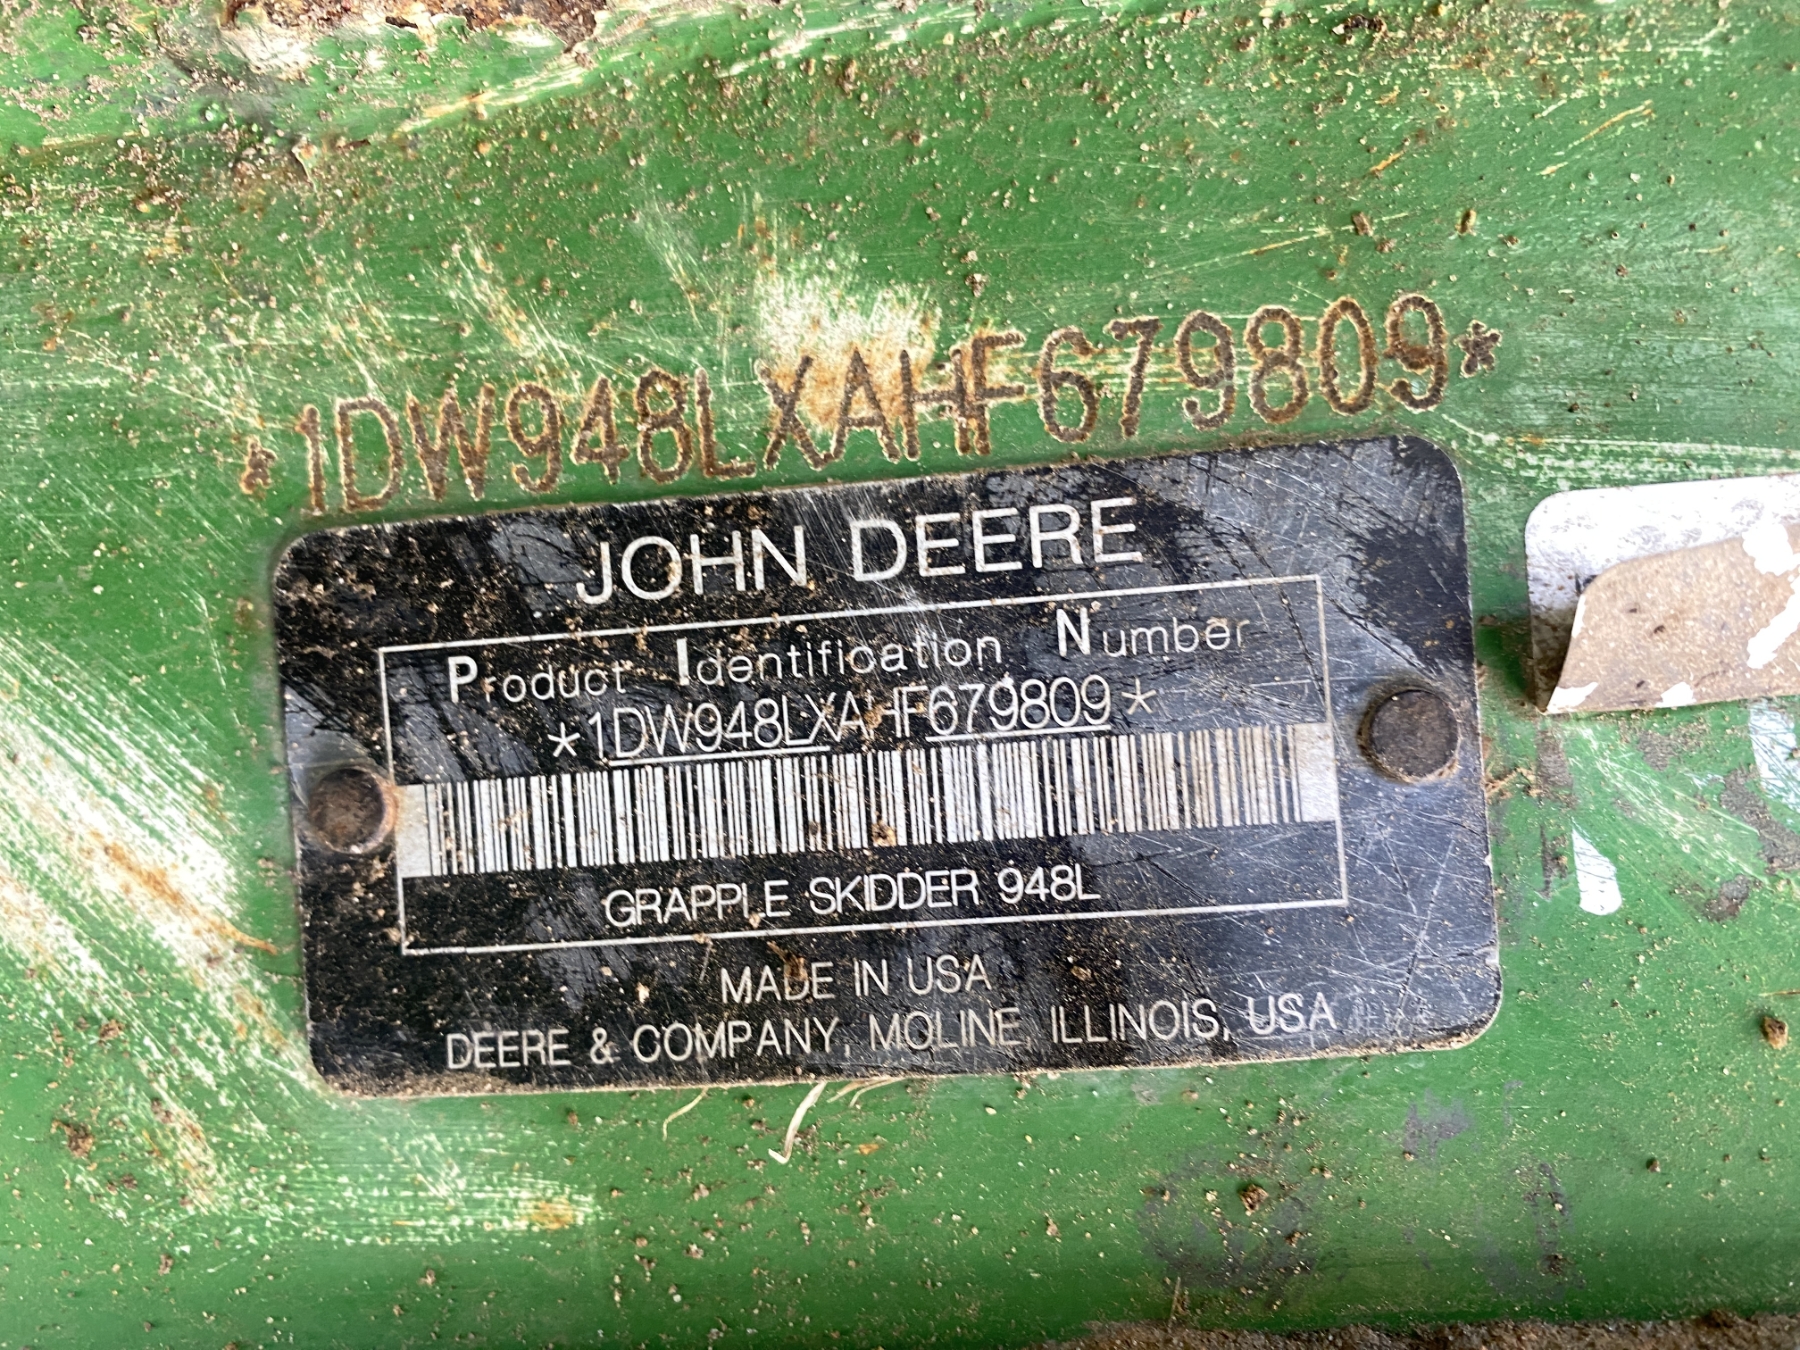 *1DW948LXAHF679809*
JOHN DEERE
Product Identification Number
*1DW948LXAHF679809*
GRAPPLE SKIDDER 948L
MADE IN USA
DEERE & COMPANY, MOLINE, ILLINOIS, USA